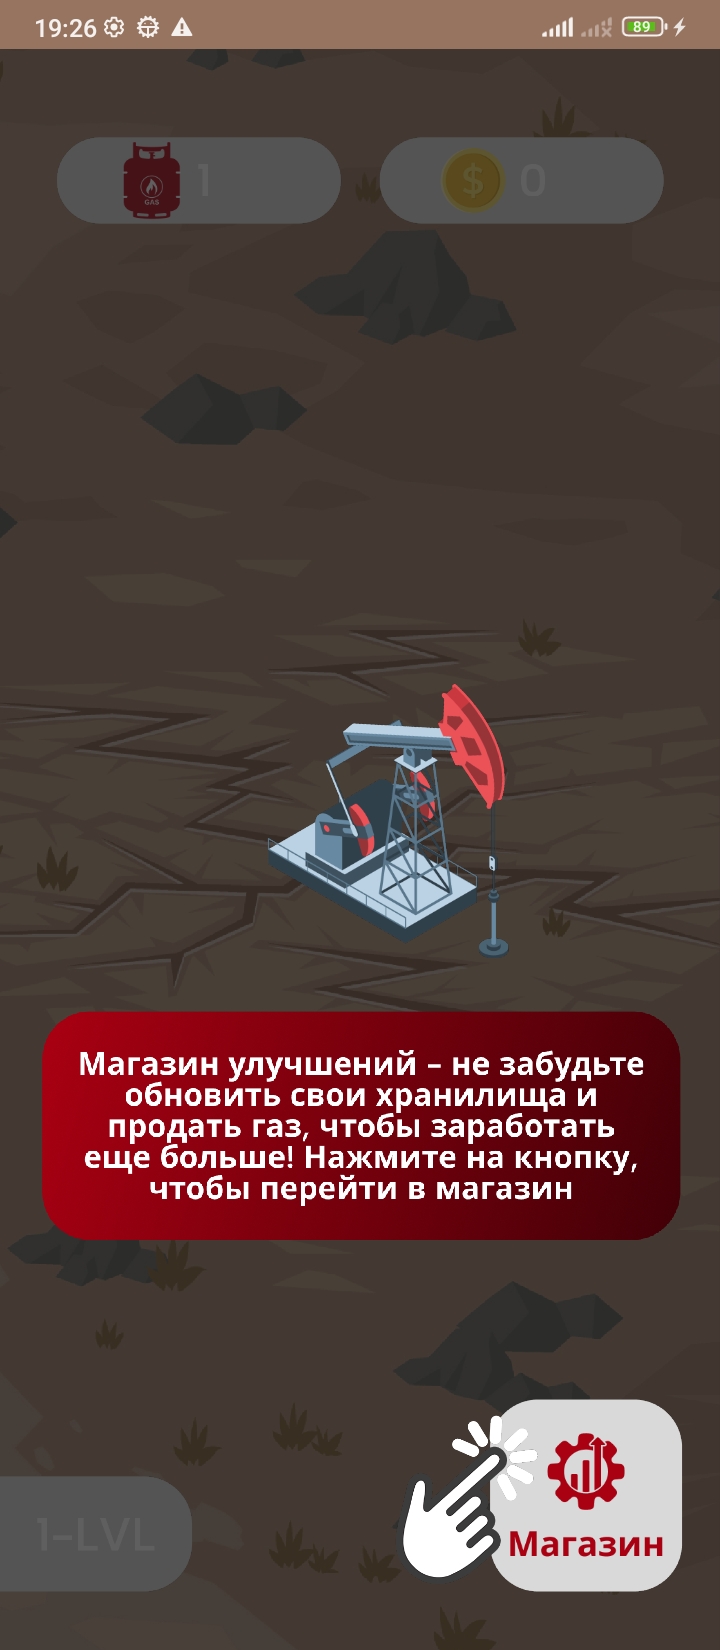 19:26
89
GAS
1
$
0
Магазин улучшений – не забудьте
обновить свои хранилища и
продать газ, чтобы заработать
еще больше! Нажмите на кнопку,
чтобы перейти в магазин
1-LVL
Магазин